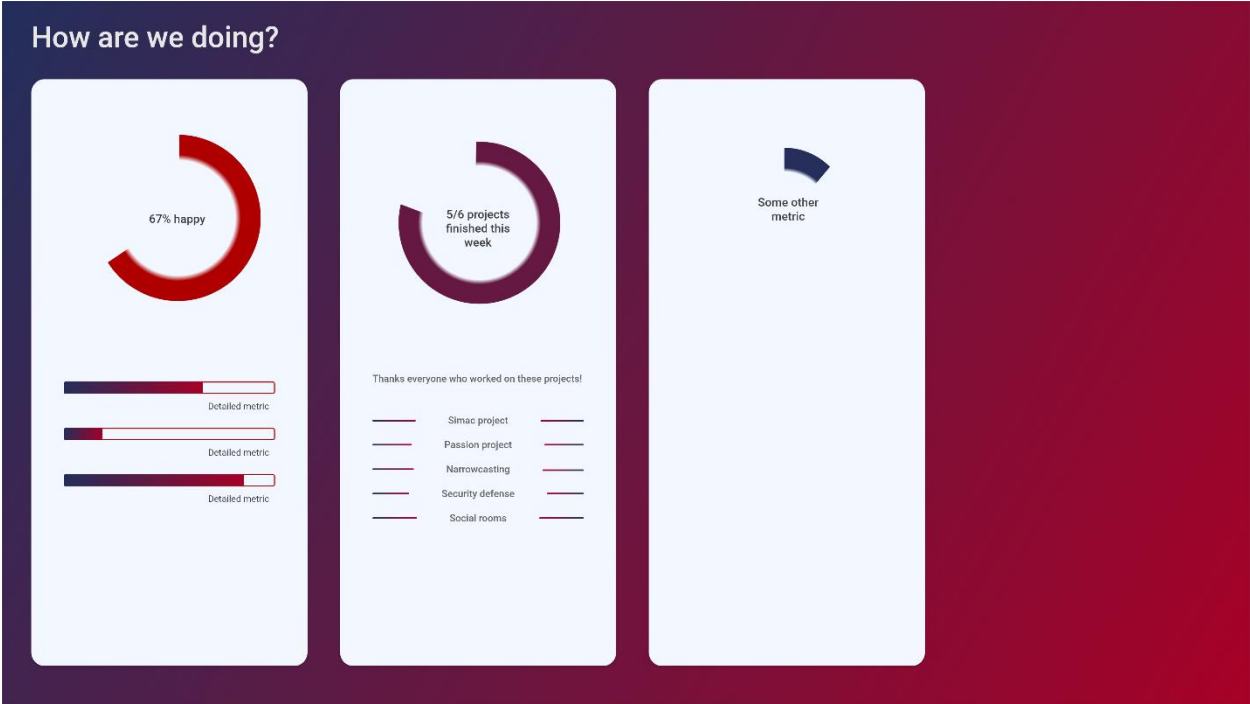 How are we doing?
67% happy
Detailed metric
Detailed metric
Detailed metric
5/6 projects
finished this
week
Thanks everyone who worked on these projects!
Simac project
Passion project
Narrowcasting
Security defense
Social rooms
Some other
metric